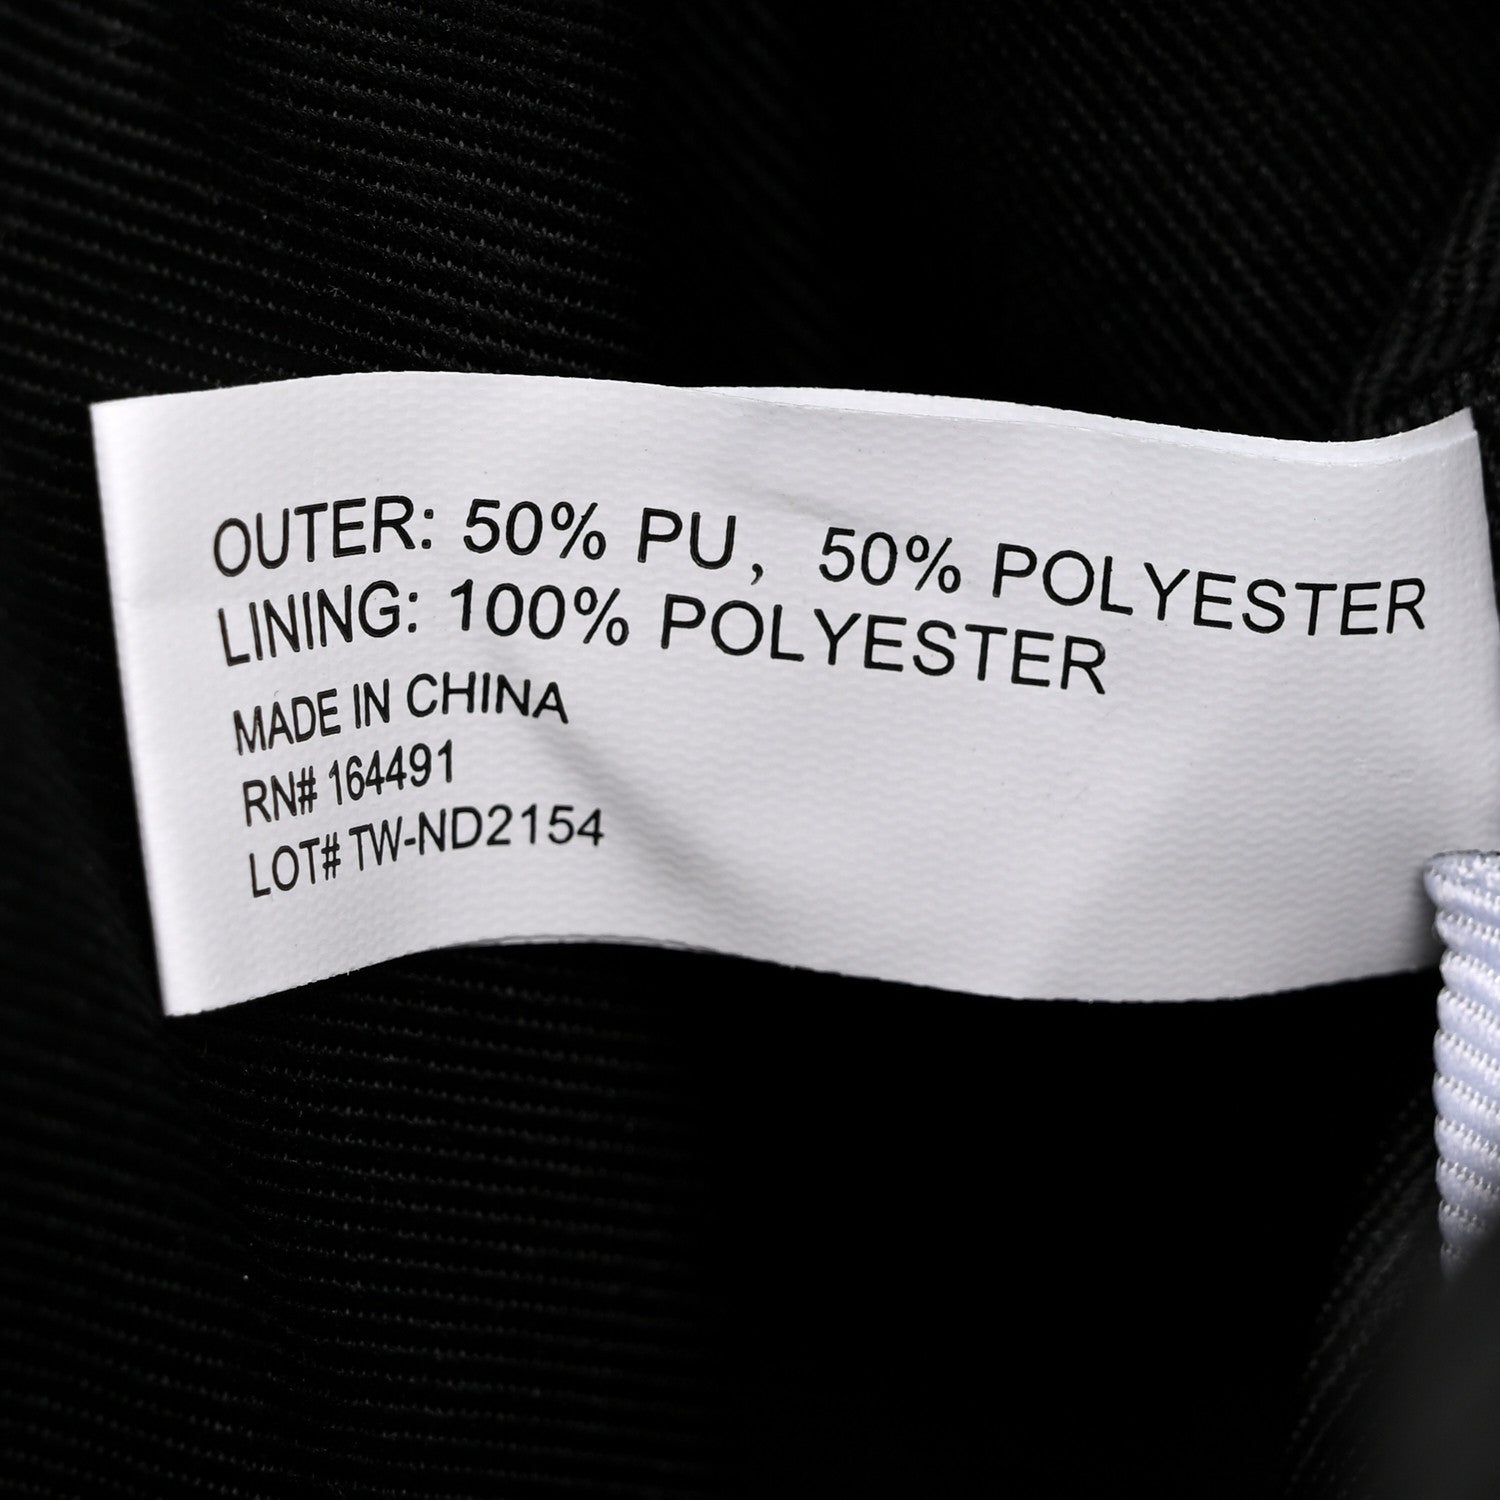 OUTER: 50% PU, 50% POLYESTER
LINING: 100% POLYESTER
MADE IN CHINA
RN# 164491
LOT# TW-ND2154